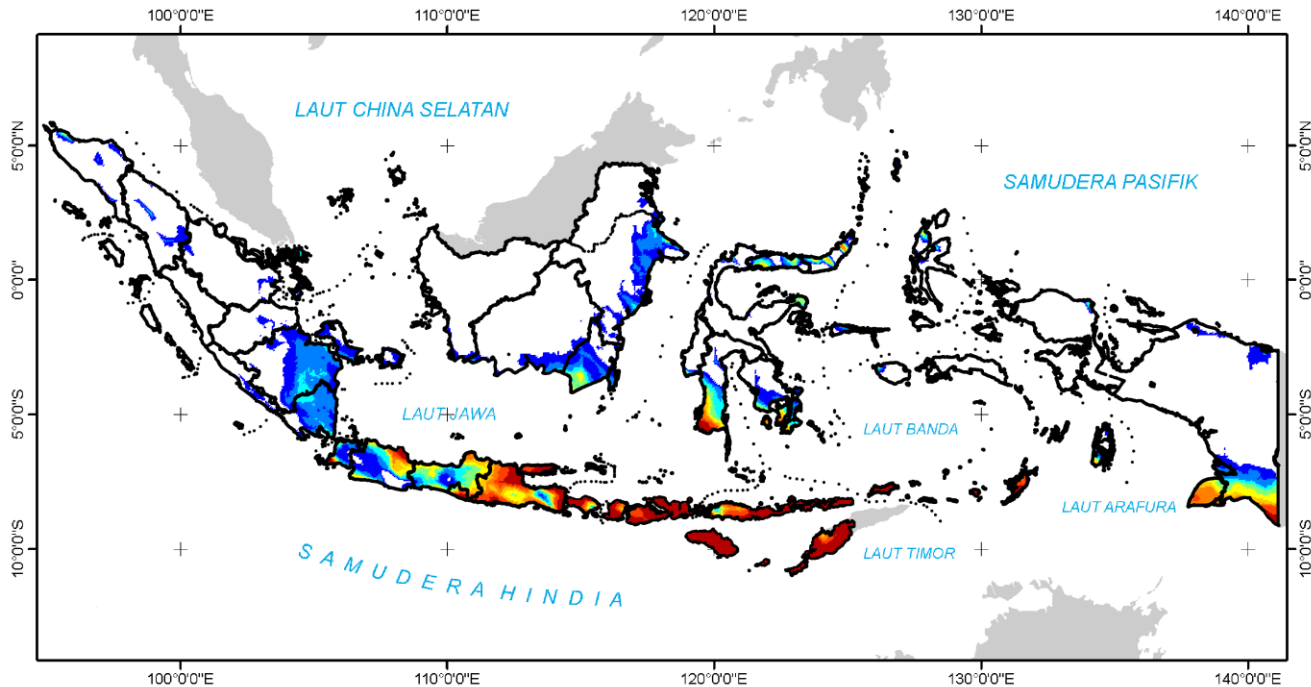 100°0'0"E 110°0'0"E 120°0'0"E 130°0'0"E 140°0'0"E
LAUT CHINA SELATAN
5°0'0"N 5°0'0"N
SAMUDERA PASIFIK
0°0'0" 0°0'0"
LAUT JAWA
LAUT BANDA
5°0'0"S 5°0'0"S
LAUT ARAFURA
LAUT TIMOR
10°0'0"S 10°0'0"S
SAMUDERA HINDIA
100°0'0"E 110°0'0"E 120°0'0"E 130°0'0"E 140°0'0"E